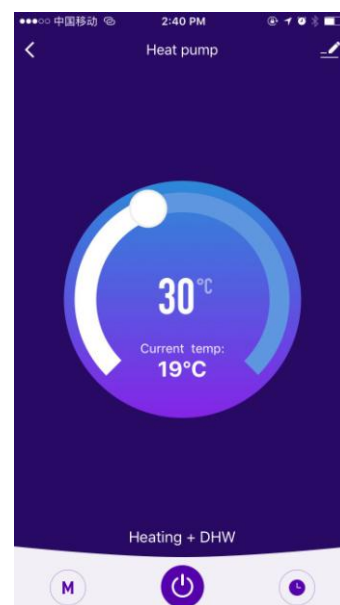 中国移动 2:40 PM
Heat pump
30°C
Current temp:
19°C
Heating + DHW
M